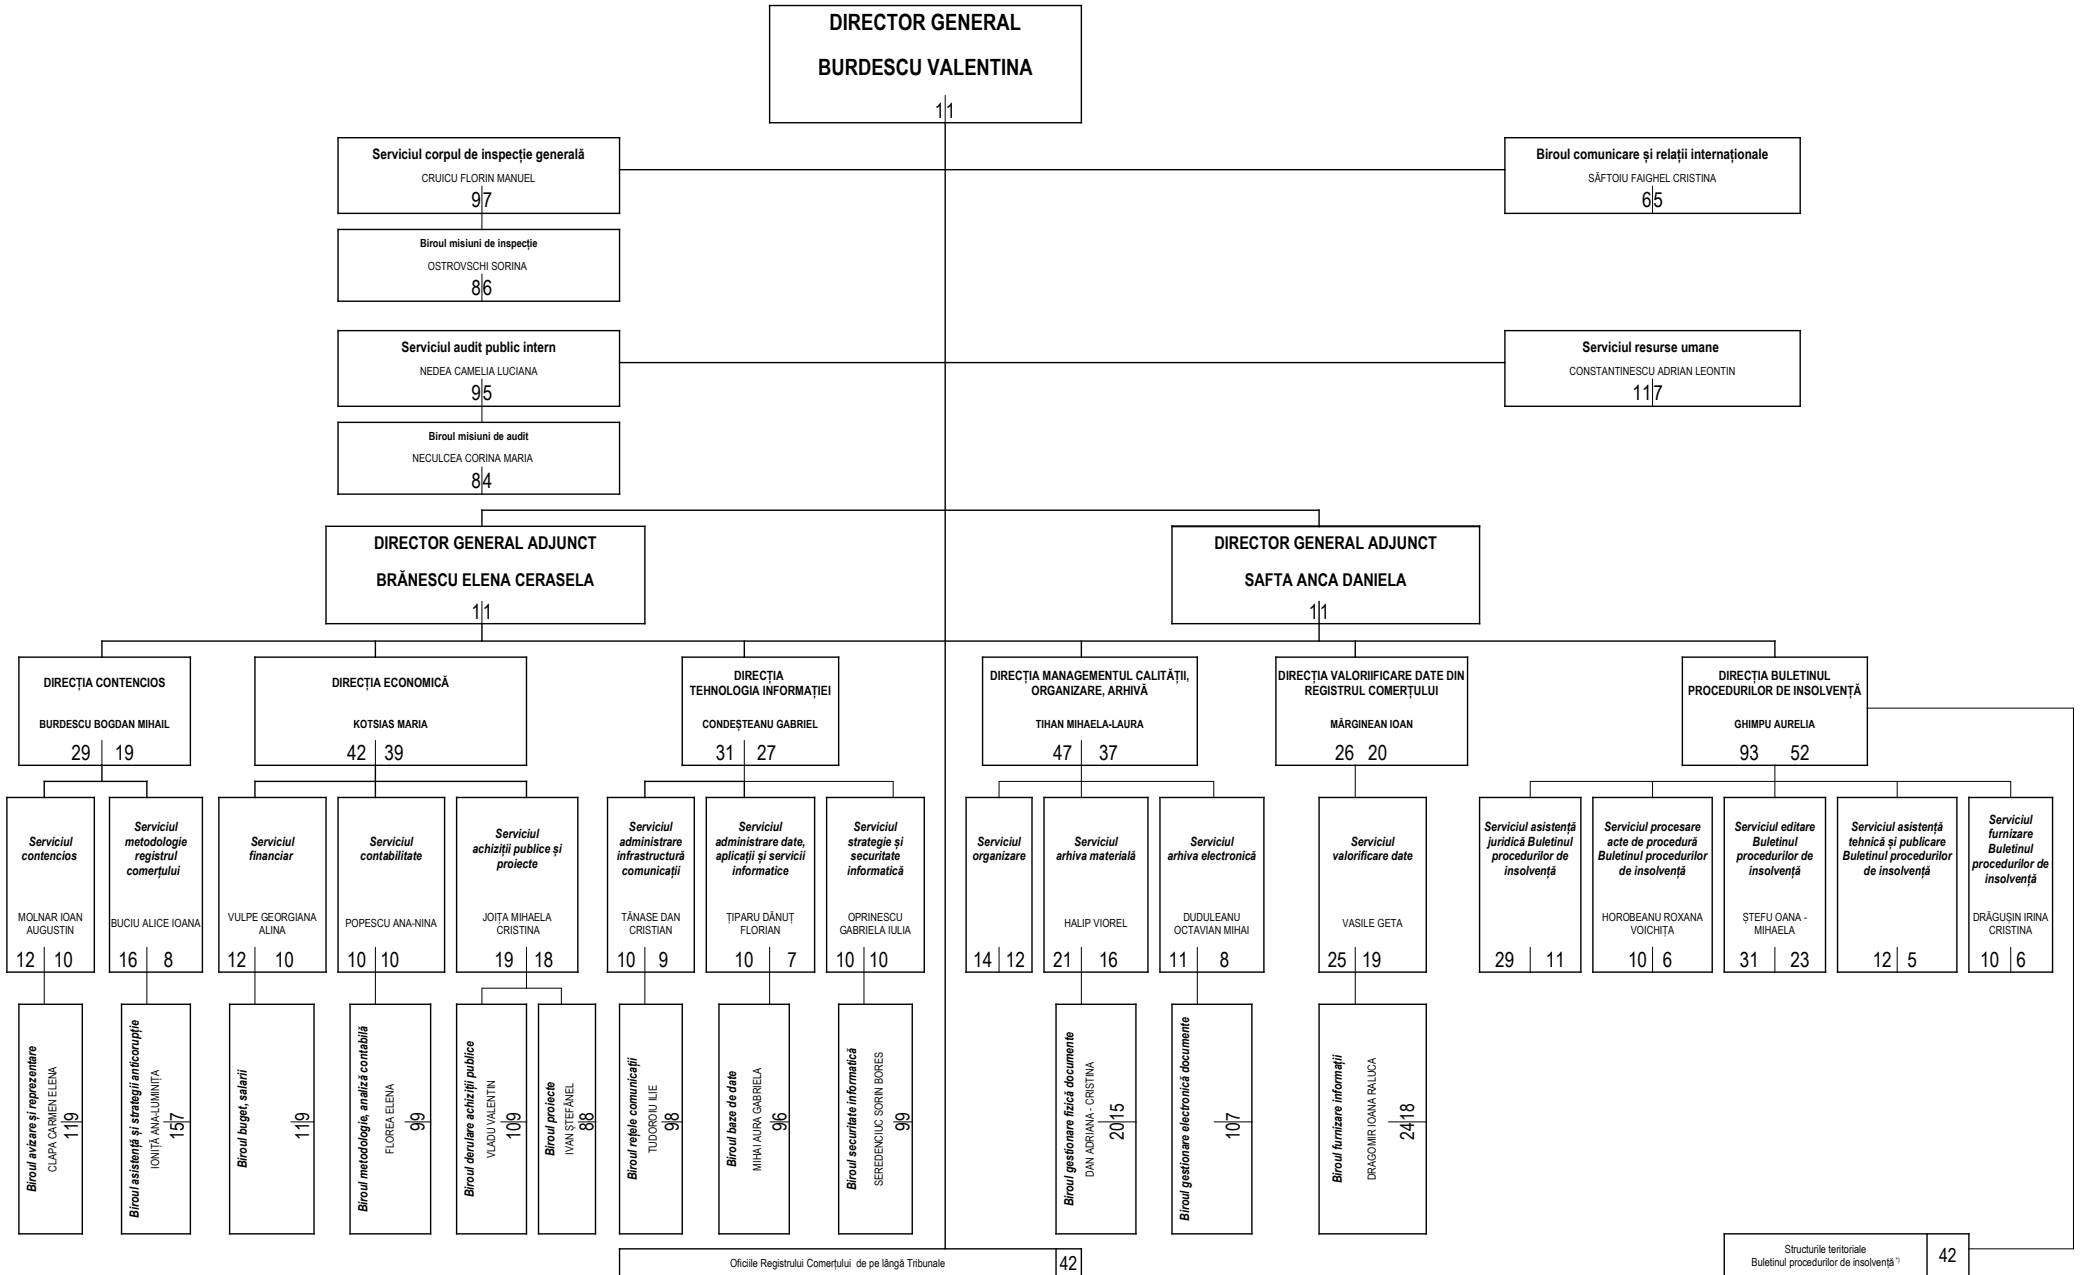 DIRECTOR GENERAL
BURDESCU VALENTINA
1 1
Serviciul corpul de inspecție generală
CRUICU FLORIN MANUEL
9 7
Biroul comunicare și relații internaționale
SĂFTOIU FAIGHEL CRISTINA
6 5
Biroul misiuni de inspecție
OSTROVSCHI SORINA
8 6
Serviciul audit public intern
NEDEA CAMELIA LUCIANA
9 5
Serviciul resurse umane
CONSTANTINESCU ADRIAN LEONTIN
11 7
Biroul misiuni de audit
NECULCEA CORINA MARIA
8 4
DIRECTOR GENERAL ADJUNCT
BRĂNESCU ELENA CERASELA
1 1
DIRECTOR GENERAL ADJUNCT
SAFTA ANCA DANIELA
1 1
DIRECȚIA CONTENCIOS
BURDESCU BOGDAN MIHAIL
29 19
DIRECȚIA ECONOMICĂ
KOTSIAS MARIA
42 39
DIRECȚIA
TEHNOLOGIA INFORMAȚIEI
CONDEȘTEANU GABRIEL
31 27
DIRECȚIA MANAGEMENTUL CALITĂȚII,
ORGANIZARE, ARHIVĂ
TIHAN MIHAELA-LAURA
47 37
DIRECȚIA VALORIIFICARE DATE DIN
REGISTRUL COMERȚULUI
MĂRGINEAN IOAN
26 20
DIRECȚIA BULETINUL
PROCEDURILOR DE INSOLVENȚĂ
GHIMPU AURELIA
93 52
Serviciul
contencios
MOLNAR IOAN
AUGUSTIN
12 10
Serviciul
metodologie
registrul
comerțului
BUCIU ALICE IOANA
16 8
Serviciul
financiar
VULPE GEORGIANA
ALINA
12 10
Serviciul
contabilitate
POPESCU ANA-NINA
10 10
Serviciul
achiziții publice și
proiecte
JOIȚA MIHAELA
CRISTINA
19 18
Serviciul
administrare
infrastructură
comunicații
TĂNASE DAN
CRISTIAN
10 9
Serviciul
administrare date,
aplicații și servicii
informatice
ȚIPARU DĂNUȚ
FLORIAN
10 7
Serviciul
strategie și
securitate
informatică
OPRINESCU
GABRIELA IULIA
10 10
Serviciul
organizare
14 12
Serviciul
arhiva materială
HALIP VIOREL
21 16
Serviciul
arhiva electronică
DUDULEANU
OCTAVIAN MIHAI
11 8
Serviciul
valorificare date
VASILE GETA
25 19
Serviciul asistență
juridică Buletinul
procedurilor de
insolvență
29 11
Serviciul procesare
acte de procedură
Buletinul procedurilor
de insolvență
HOROBEANU ROXANA
VOICHIȚA
10 6
Serviciul editare
Buletinul
procedurilor de
insolvență
ȘTEFU OANA -
MIHAELA
31 23
Serviciul asistență
tehnică și publicare
Buletinul procedurilor
de insolvență
12 5
Serviciul
furnizare
Buletinul
procedurilor de
insolvență
DRĂGUȘIN IRINA
CRISTINA
10 6
Biroul avizare și reprezentare
CLAPA CARMEN ELENA
11 9
Biroul asistență și strategii anticorupție
IONIȚĂ ANA-LUMINIȚA
15 7
Biroul buget, salarii
11 9
Biroul metodologie, analiză contabilă
FLOREA ELENA
9 9
Biroul derulare achiziții publice
VLADU VALENTIN
10 9
Biroul proiecte
IVAN ȘTEFĂNEL
8 8
Biroul rețele comunicații
TUDOROIU ILIE
9 8
Biroul baze de date
MIHAI AURA GABRIELA
9 6
Biroul securitate informatică
SEREDENCIUC SORIN BORES
9 9
Biroul gestionare fizică documente
DAN ADRIANA - CRISTINA
20 15
Biroul gestionare electronică documente
10 7
Biroul furnizare informații
DRAGOMIR IOANA RALUCA
24 18
Oficiile Registrului Comerțului de pe lângă Tribunale
42
Structurile teritoriale
Buletinul procedurilor de insolvență *)
42